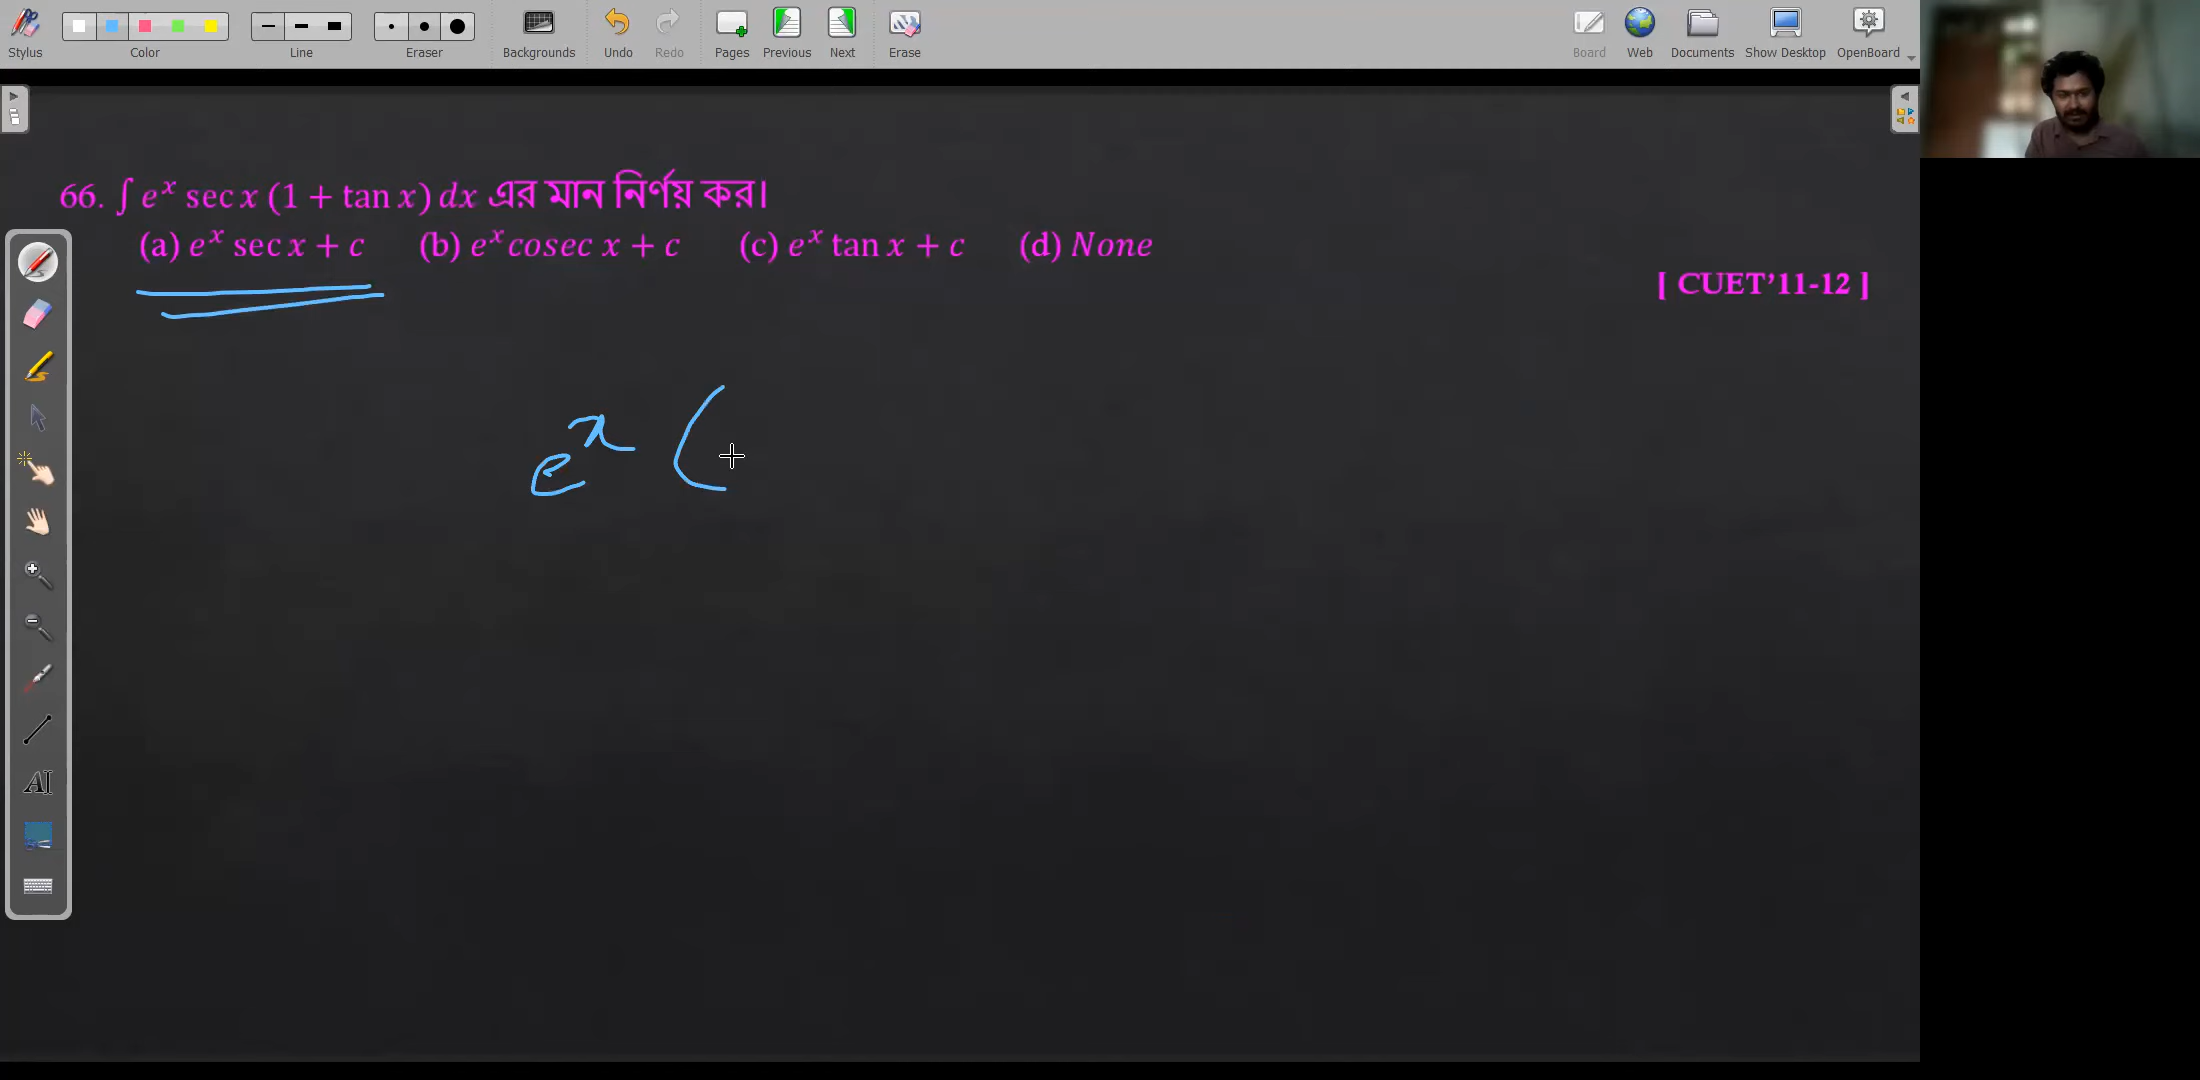 Stylus Color Line Eraser Backgrounds Undo Redo Pages Previous Next Erase Board Web Documents Show Desktop OpenBoard
66. ∫ eˣ sec x (1 + tan x) dx এর মান নির্ণয় কর।
(a) eˣ sec x + c (b) eˣ cosec x + c (c) eˣ tan x + c (d) None
[ CUET’11-12 ]
eˣ (
AI